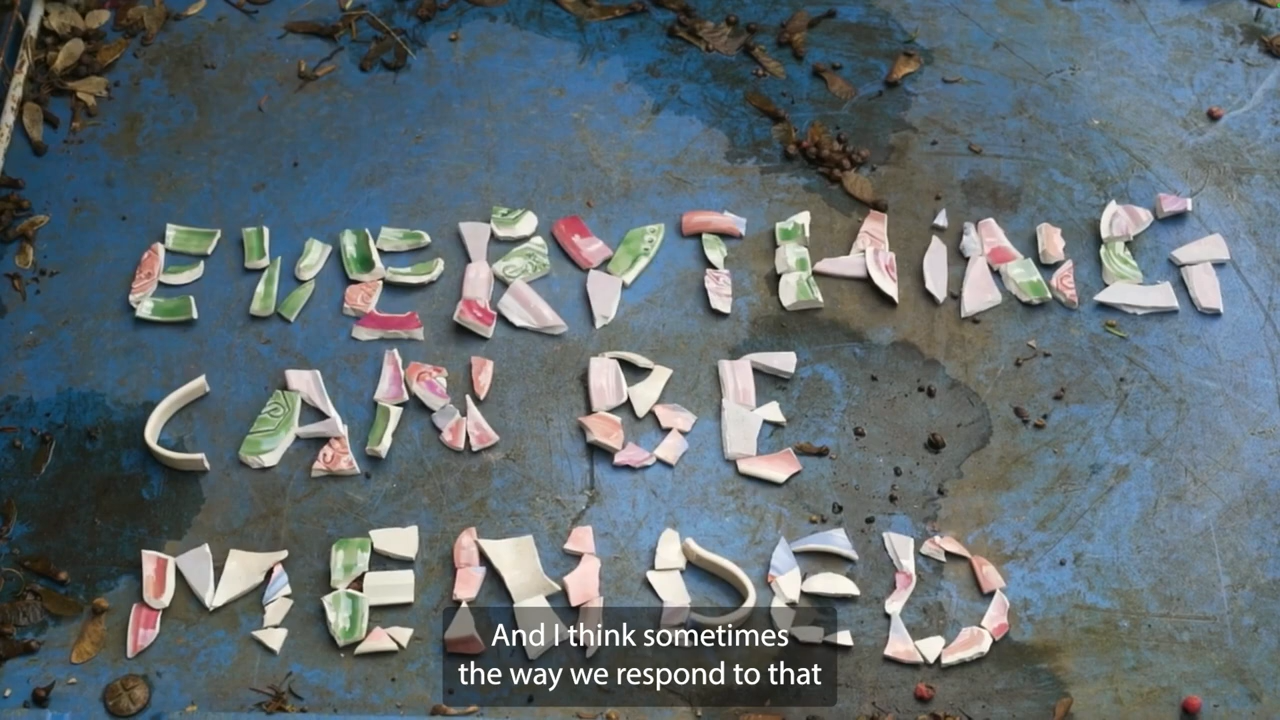 EVERYTHING
CAN BE
MENDED
And I think sometimes
the way we respond to that